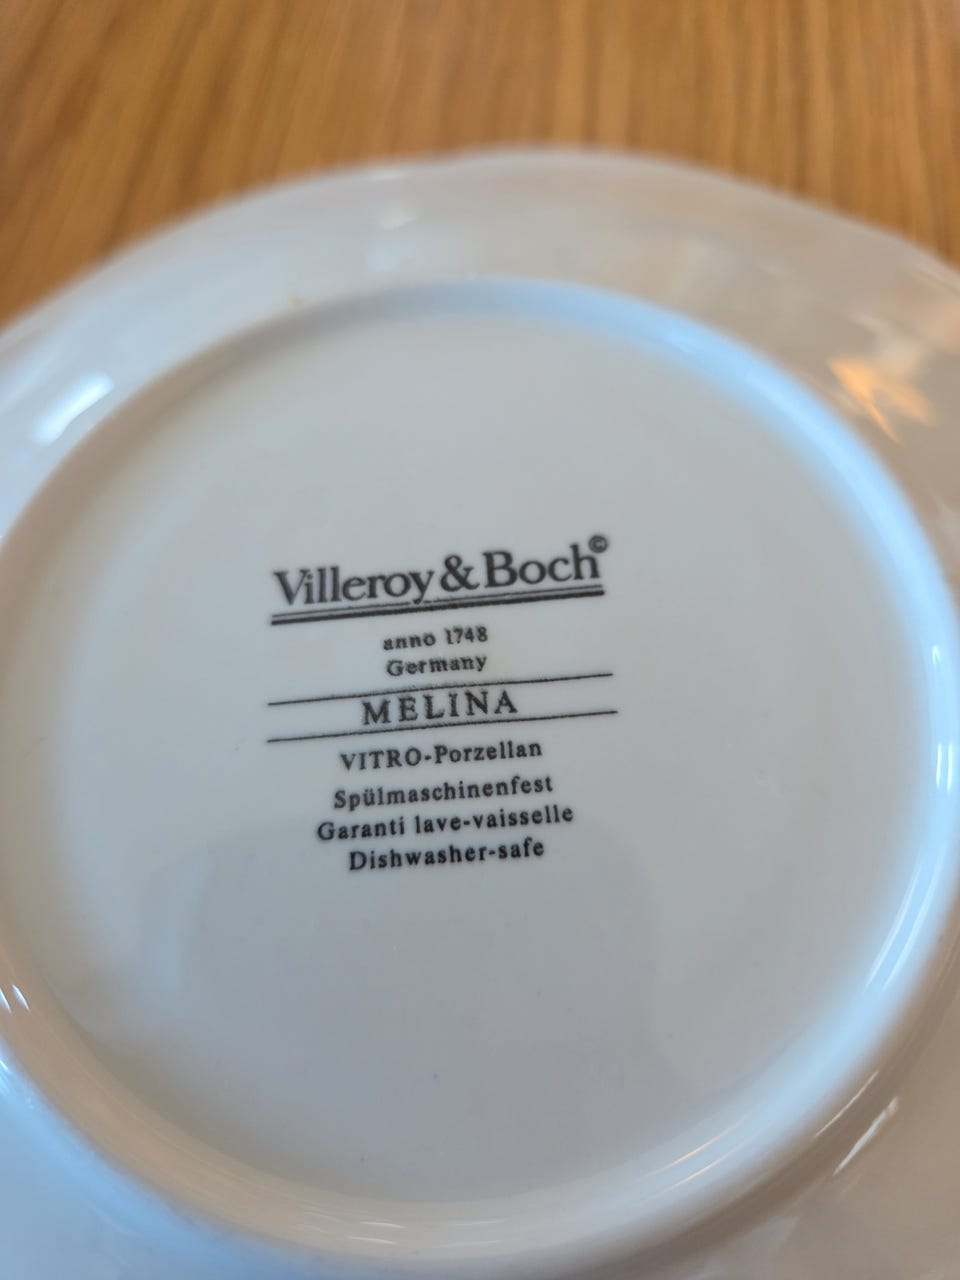 Villeroy & Boch©
anno 1748
Germany
MELINA
VITRO-Porzellan
Spülmaschinenfest
Garanti lave-vaisselle
Dishwasher-safe